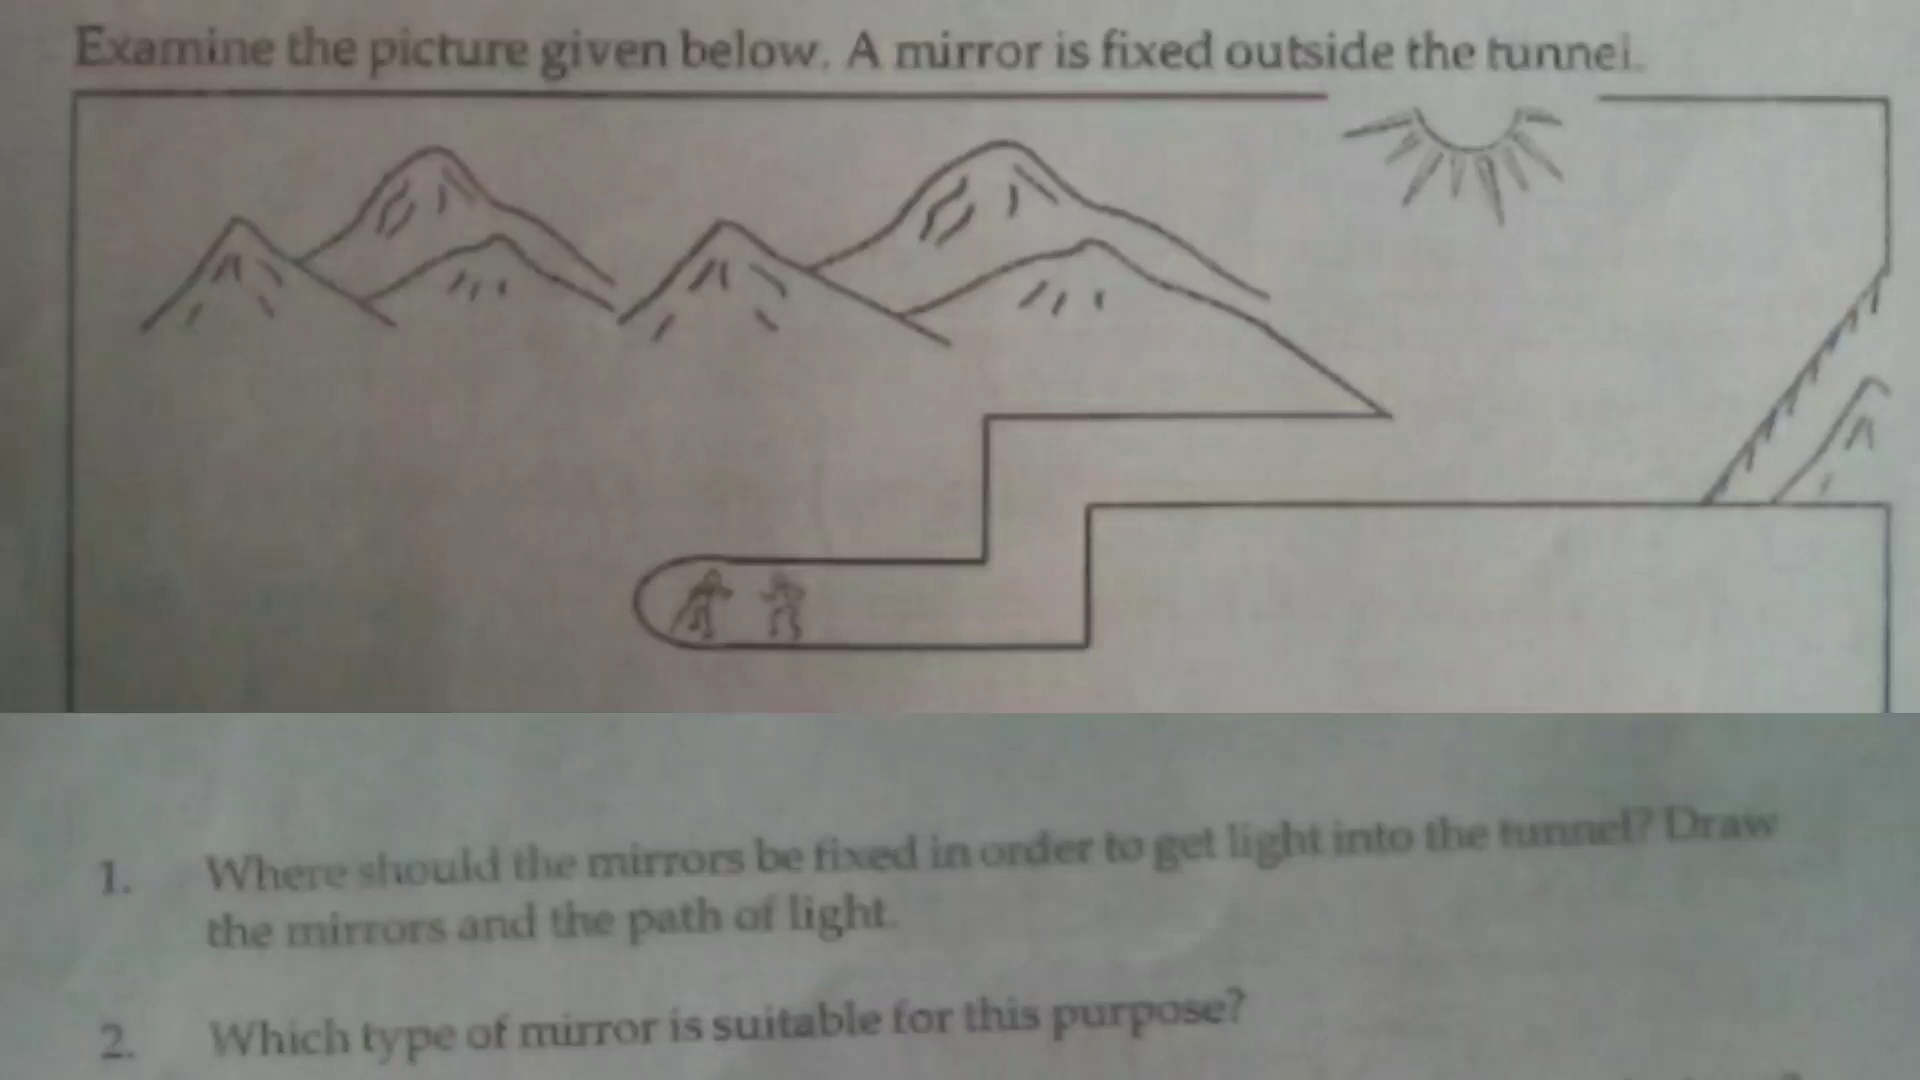 Examine the picture given below. A mirror is fixed outside the tunnel.
1. Where should the mirrors be fixed in order to get light into the tunnel? Draw
the mirrors and the path of light.
2. Which type of mirror is suitable for this purpose?